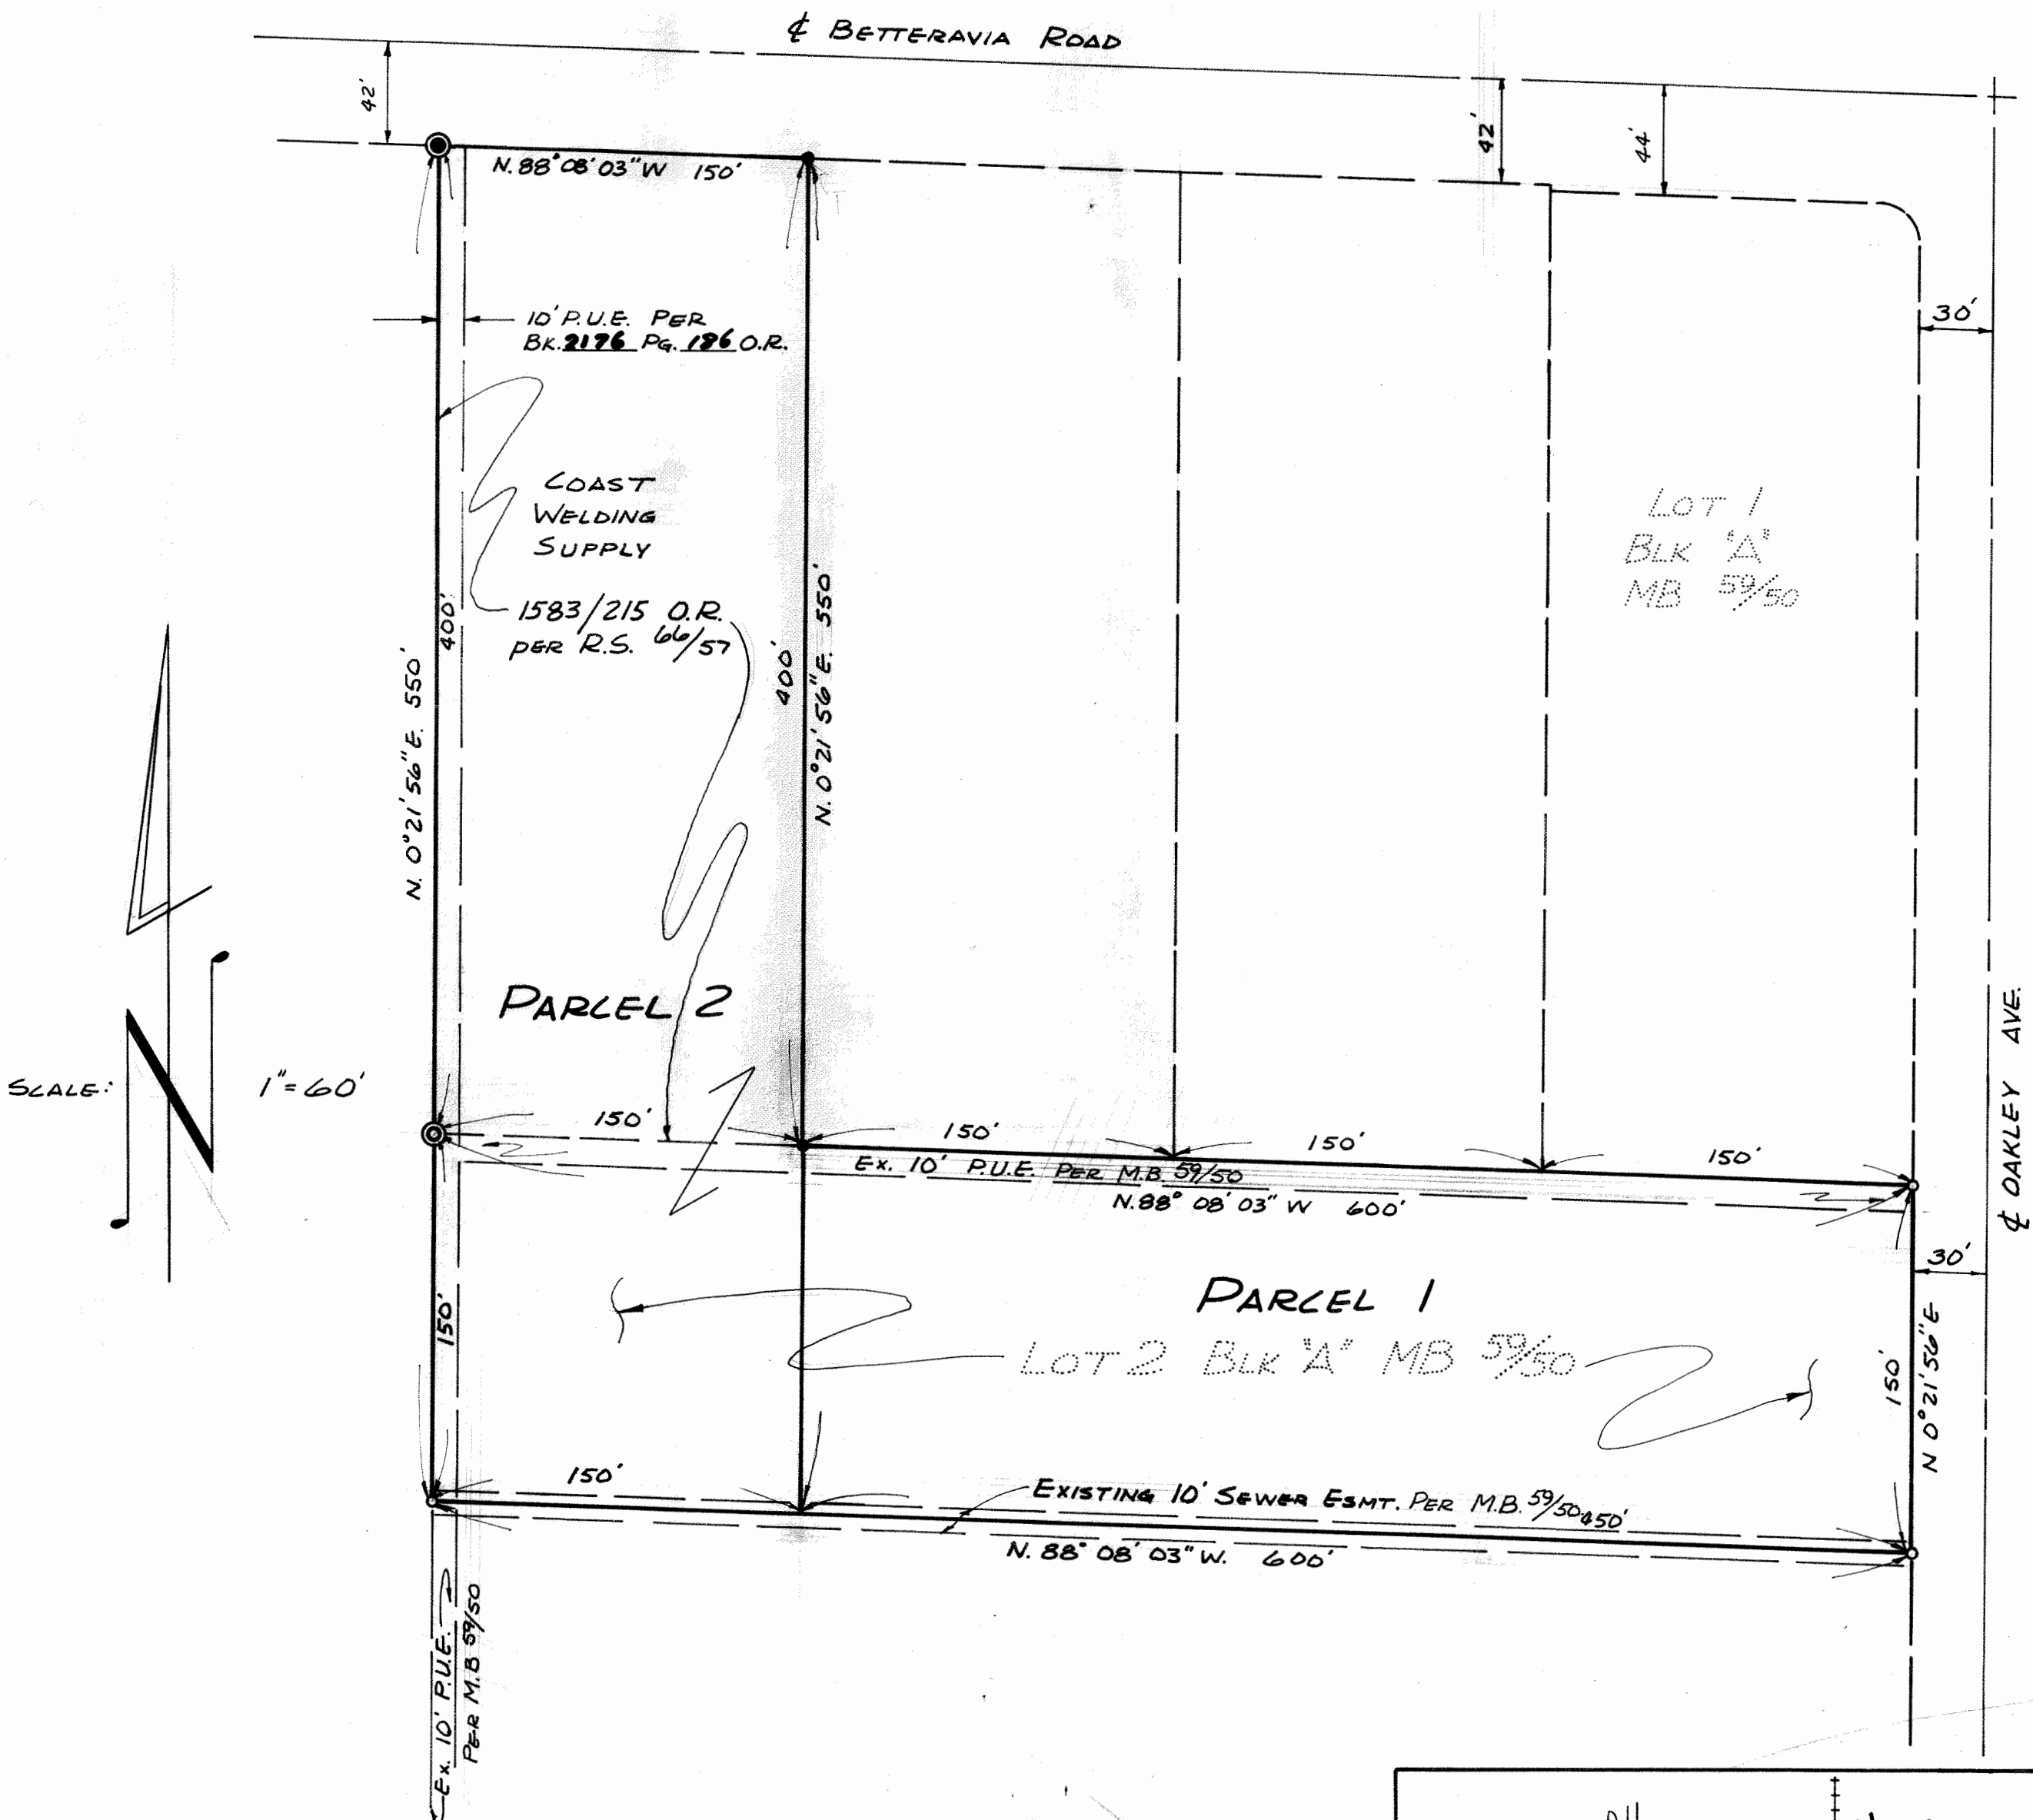 ℄ BETTERAVIA ROAD
42'
42'
44'
N. 88° 08' 03" W 150'
30'
10' P.U.E. PER
BK. 2176 PG. 186 O.R.
COAST
WELDING
SUPPLY
LOT 1
BLK "A"
MB 59/50
1583/215 O.R.
PER R.S. 66/57
400'
N. 0° 21' 56" E. 550'
400'
N. 0° 21' 56" E. 550'
PARCEL 2
SCALE: N 1" = 60'
150'
150'
150'
150'
EX. 10' P.U.E. PER M.B. 59/50
N. 88° 08' 03" W 600'
℄ OAKLEY AVE.
30'
PARCEL 1
LOT 2 BLK "A" MB 59/50
150'
150'
N 0° 21' 56" E
150'
EXISTING 10' SEWER ESMT. PER M.B. 59/50
450'
N. 88° 08' 03" W. 600'
EX. 10' P.U.E.
PER M.B 59/50